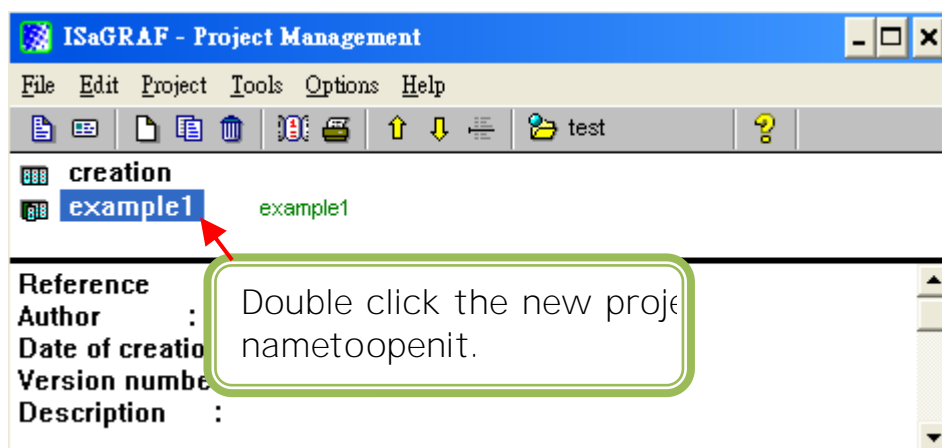 ISaGRAF - Project Management
File Edit Project Tools Options Help
test
creation
example1 example1
Reference
Author :
Date of creatio
Version numbe
Description :
Double click the new proje
nametoopenit.